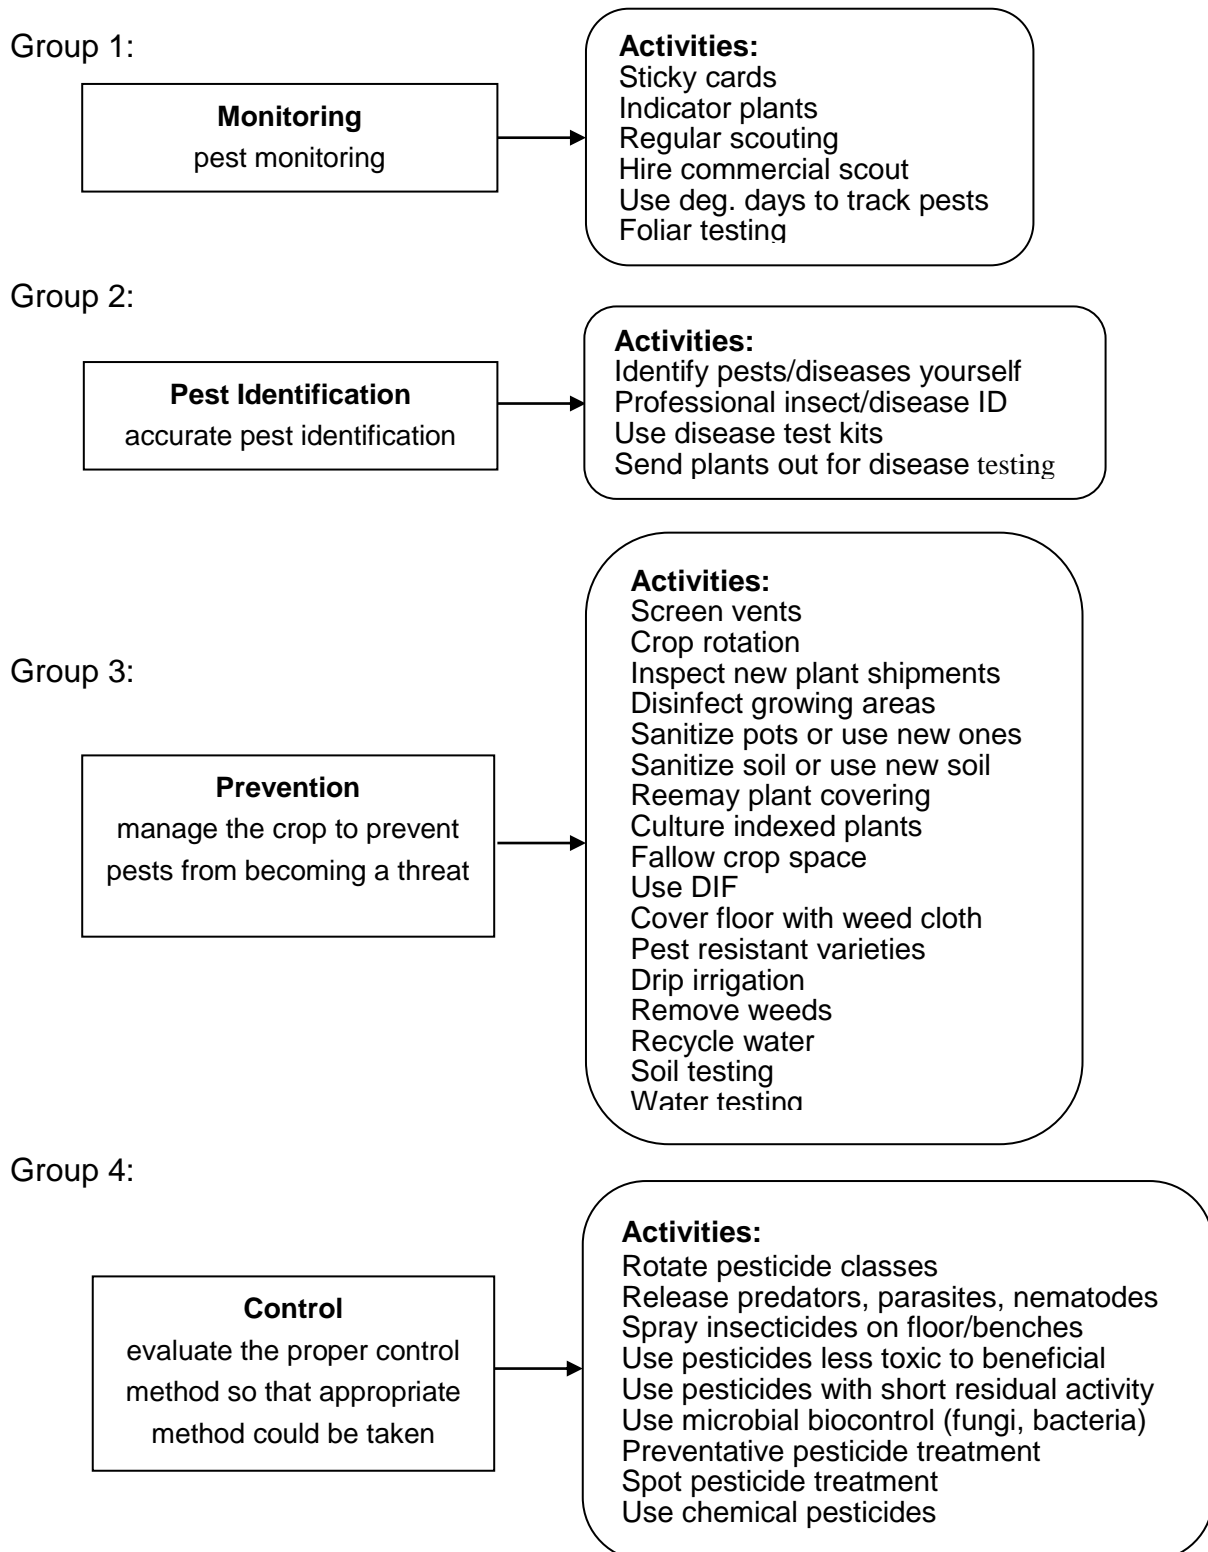 Group 1:
Monitoring
pest monitoring
Activities:
Sticky cards
Indicator plants
Regular scouting
Hire commercial scout
Use deg. days to track pests
Foliar testing
Group 2:
Pest Identification
accurate pest identification
Activities:
Identify pests/diseases yourself
Professional insect/disease ID
Use disease test kits
Send plants out for disease testing
Group 3:
Prevention
manage the crop to prevent
pests from becoming a threat
Activities:
Screen vents
Crop rotation
Inspect new plant shipments
Disinfect growing areas
Sanitize pots or use new ones
Sanitize soil or use new soil
Reemay plant covering
Culture indexed plants
Fallow crop space
Use DIF
Cover floor with weed cloth
Pest resistant varieties
Drip irrigation
Remove weeds
Recycle water
Soil testing
Water testing
Group 4:
Control
evaluate the proper control
method so that appropriate
method could be taken
Activities:
Rotate pesticide classes
Release predators, parasites, nematodes
Spray insecticides on floor/benches
Use pesticides less toxic to beneficial
Use pesticides with short residual activity
Use microbial biocontrol (fungi, bacteria)
Preventative pesticide treatment
Spot pesticide treatment
Use chemical pesticides